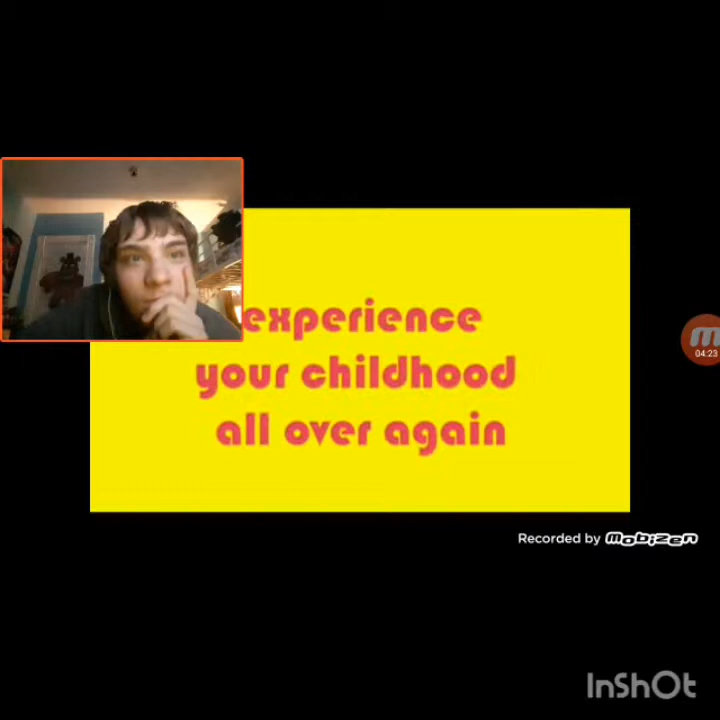 experience
your childhood
all over again
04:23
Recorded by Mobizen
InShOt